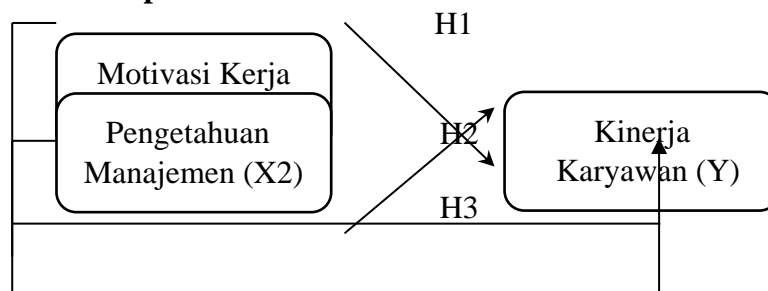 H1
Motivasi Kerja
Pengetahuan
Manajemen (X2)
H2
Kinerja
Karyawan (Y)
H3